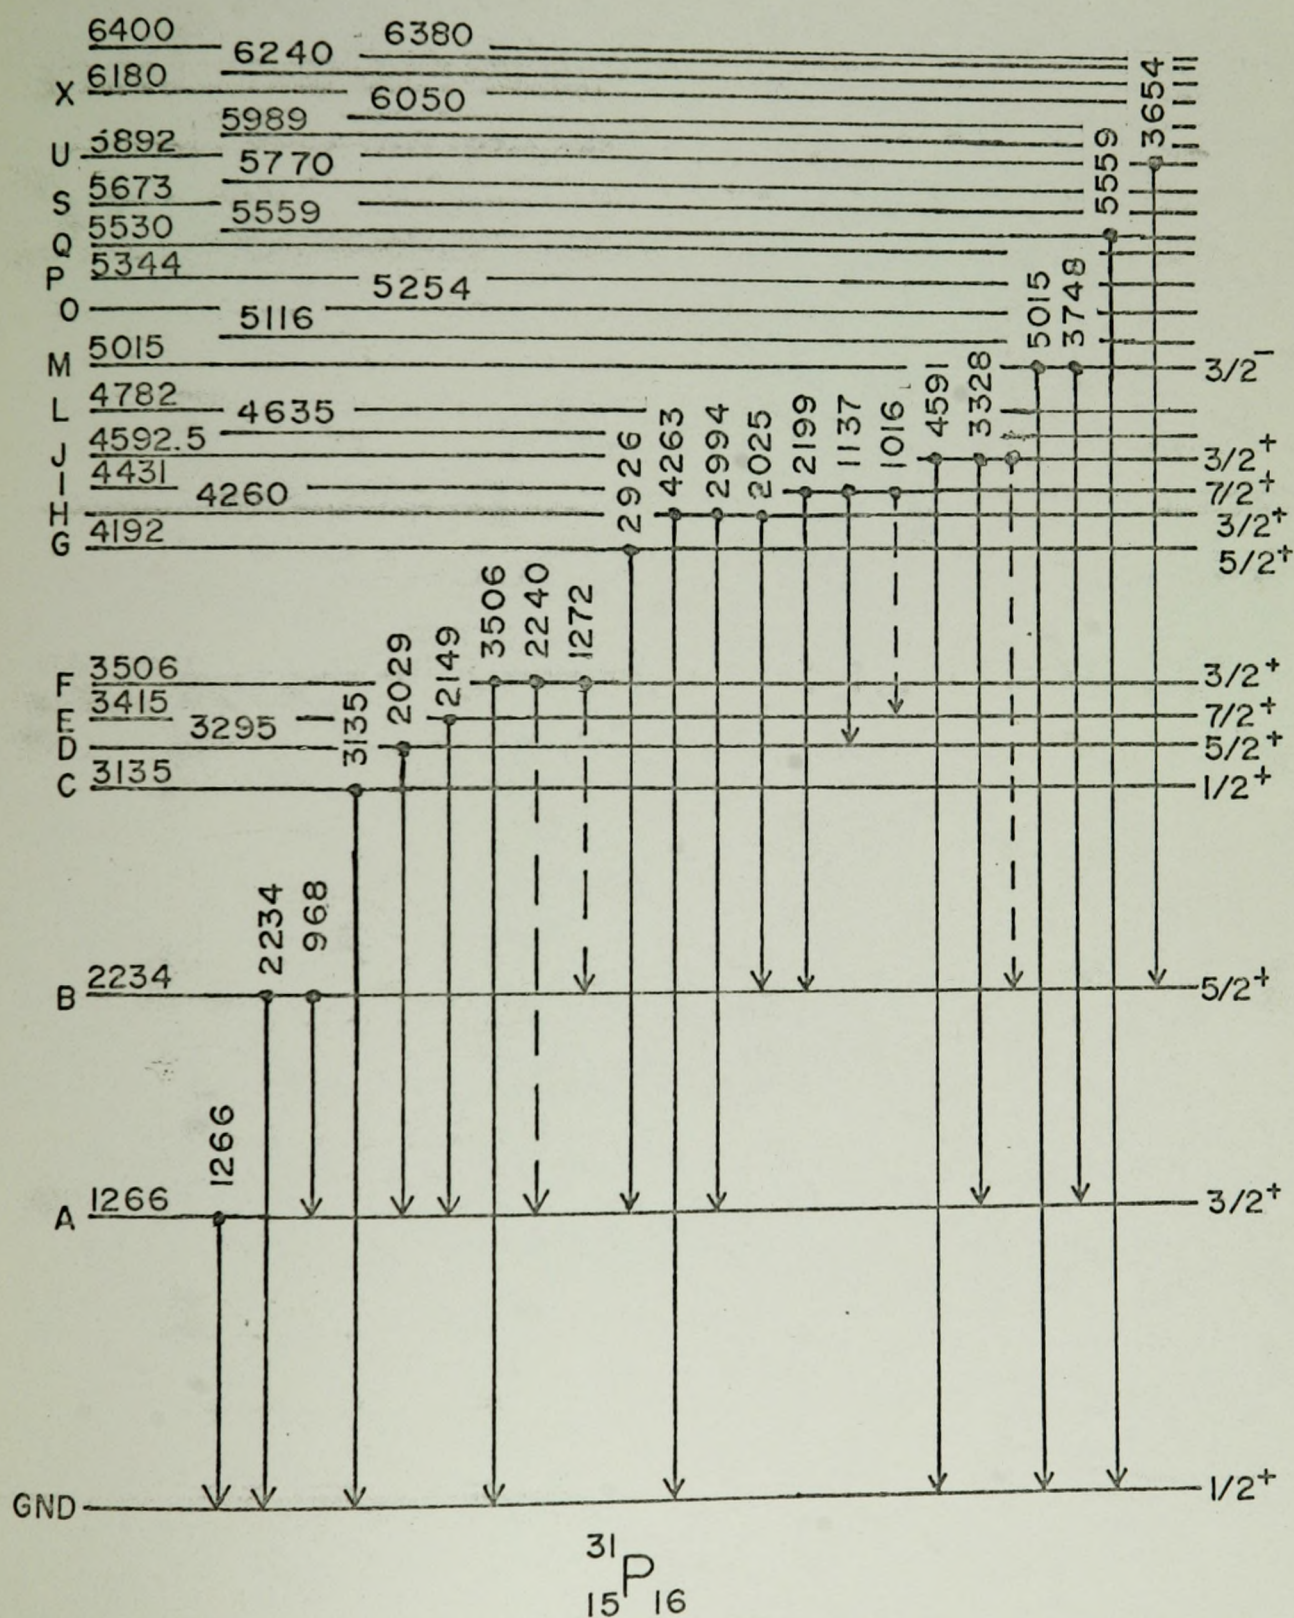 6400
6240
6380
X 6180
6050
5989
U 5892
5770
S 5673
5559
Q 5530
P 5344
5254
O
5116
M 5015
3/2⁻
L 4782
4635
J 4592.5
3/2⁺
I 4431
7/2⁺
4260
H
3/2⁺
G 4192
5/2⁺
F 3506
3/2⁺
E 3415
7/2⁺
3295
D
5/2⁺
C 3135
1/2⁺
B 2234
5/2⁺
A 1266
3/2⁺
GND
1/2⁺
1266
2234
968
3135
2029
2149
3506
2240
1272
2926
4263
2994
2025
2199
1137
1016
4591
3328
5015
3748
5559
3654
³¹
P
₁₅ ₁₆